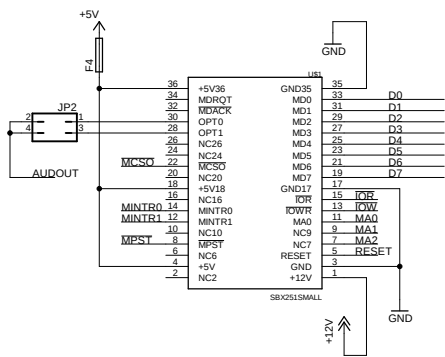 +5V
F4
U$1
GND
36 +5V36 GND35 35
34 MDRQT MD0 33 D0
32 MDACK MD1 31 D1
JP2
2 1 30 OPT0 MD2 29 D2
4 3 28 OPT1 MD3 27 D3
26 NC26 MD4 25 D4
24 NC24 MD5 23 D5
MCSO 22 MCSO MD6 21 D6
AUDOUT 20 NC20 MD7 19 D7
18 +5V18 GND17 17
16 NC16 IOR 15 IOR
MINTR0 14 MINTR0 IOWR 13 IOW
MINTR1 12 MINTR1 MA0 11 MA0
10 NC10 NC9 9 MA1
MPST 8 MPST NC7 7 MA2
6 NC6 RESET 5 RESET
4 +5V GND 3
2 NC2 +12V 1
SBX251SMALL
GND
+12V